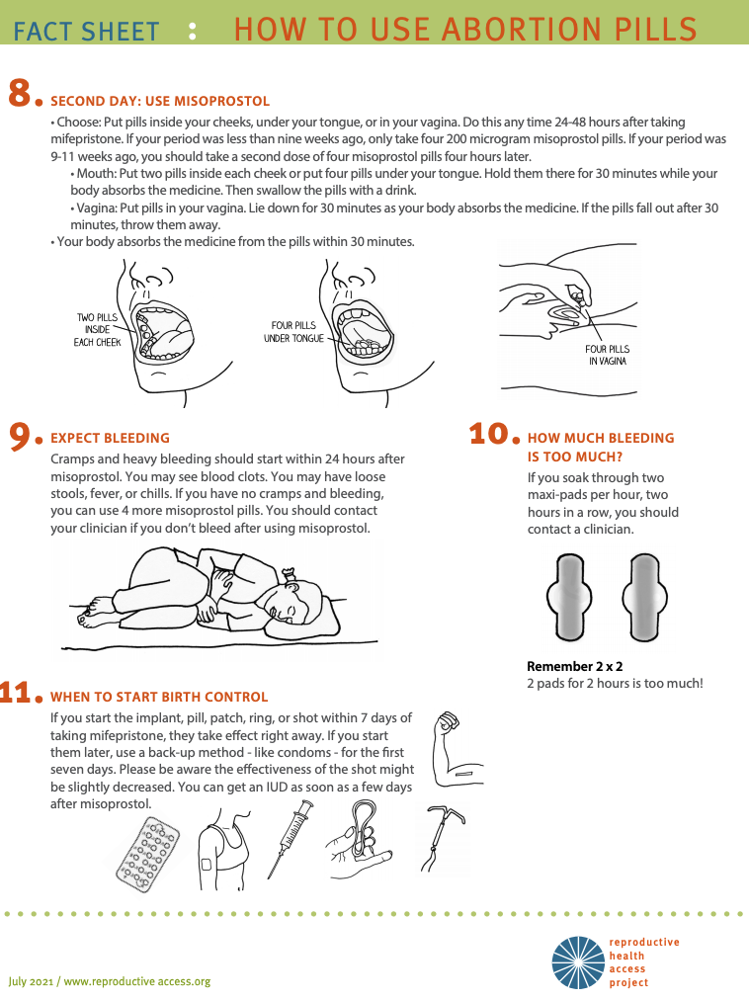 FACT SHEET : HOW TO USE ABORTION PILLS
8. SECOND DAY: USE MISOPROSTOL
• Choose: Put pills inside your cheeks, under your tongue, or in your vagina. Do this any time 24-48 hours after taking
mifepristone. If your period was less than nine weeks ago, only take four 200 microgram misoprostol pills. If your period was
9-11 weeks ago, you should take a second dose of four misoprostol pills four hours later.
• Mouth: Put two pills inside each cheek or put four pills under your tongue. Hold them there for 30 minutes while your
body absorbs the medicine. Then swallow the pills with a drink.
• Vagina: Put pills in your vagina. Lie down for 30 minutes as your body absorbs the medicine. If the pills fall out after 30
minutes, throw them away.
• Your body absorbs the medicine from the pills within 30 minutes.
TWO PILLS
INSIDE
EACH CHEEK
FOUR PILLS
UNDER TONGUE
FOUR PILLS
IN VAGINA
9. EXPECT BLEEDING
Cramps and heavy bleeding should start within 24 hours after
misoprostol. You may see blood clots. You may have loose
stools, fever, or chills. If you have no cramps and bleeding,
you can use 4 more misoprostol pills. You should contact
your clinician if you don't bleed after using misoprostol.
10. HOW MUCH BLEEDING
IS TOO MUCH?
If you soak through two
maxi-pads per hour, two
hours in a row, you should
contact a clinician.
Remember 2 x 2
2 pads for 2 hours is too much!
11. WHEN TO START BIRTH CONTROL
If you start the implant, pill, patch, ring, or shot within 7 days of
taking mifepristone, they take effect right away. If you start
them later, use a back-up method - like condoms - for the first
seven days. Please be aware the effectiveness of the shot might
be slightly decreased. You can get an IUD as soon as a few days
after misoprostol.
July 2021 / www.reproductive access.org
reproductive
health
access
project